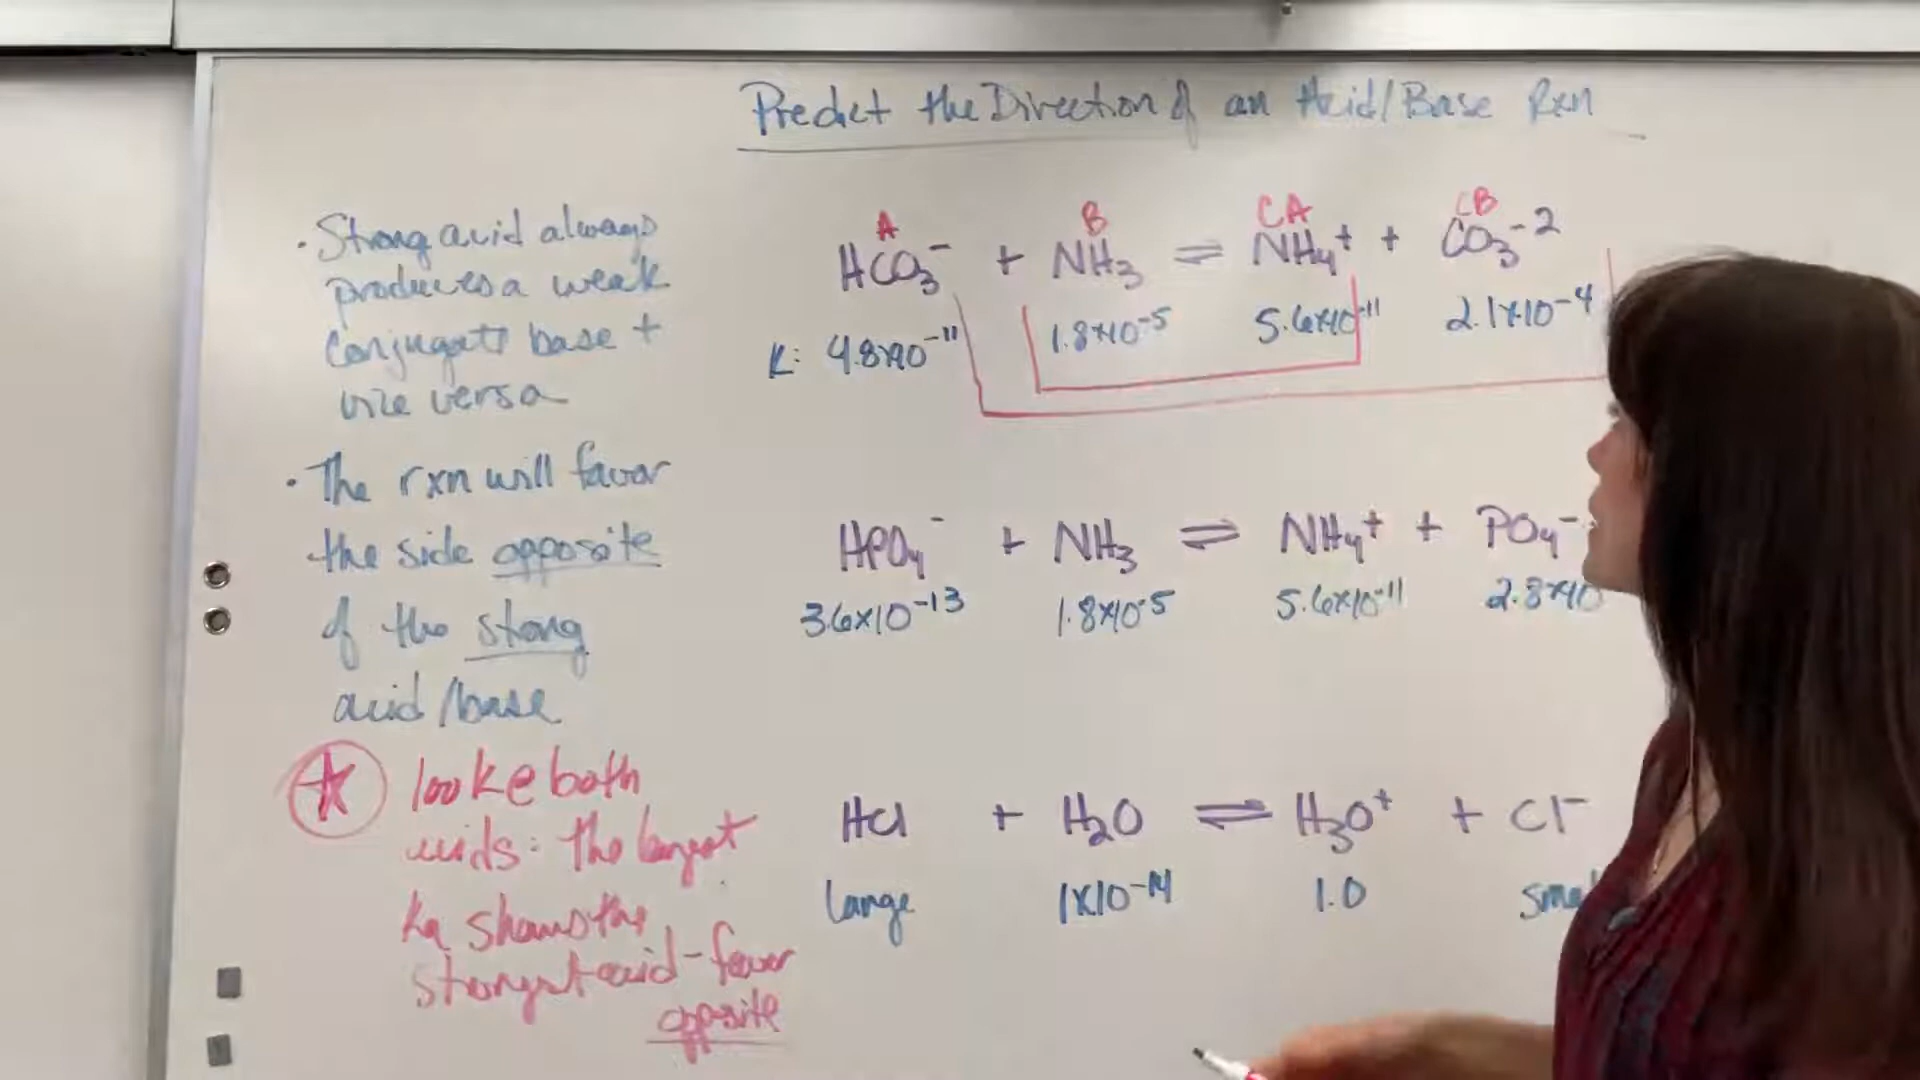 Predict the Direction of an Acid/Base Rxn
• Strong acid always
produces a weak
conjugate base +
vize versa
• The rxn will favor
the side opposite
of the strong
acid/base
look @ both
acids: the largest
ka shows the
strongest acid - favor
opposite
A B CA CB
HCO₃⁻ + NH₃ ⇌ NH₄⁺ + CO₃⁻²
K: 4.8x10⁻¹¹ 1.8x10⁻⁵ 5.6x10⁻¹¹ 2.1x10⁻⁴
HPO₄⁻ + NH₃ ⇌ NH₄⁺ + PO₄⁻
3.6x10⁻¹³ 1.8x10⁻⁵ 5.6x10⁻¹¹ 2.8x10
HCl + H₂O ⇌ H₃O⁺ + Cl⁻
large 1x10⁻¹⁴ 1.0